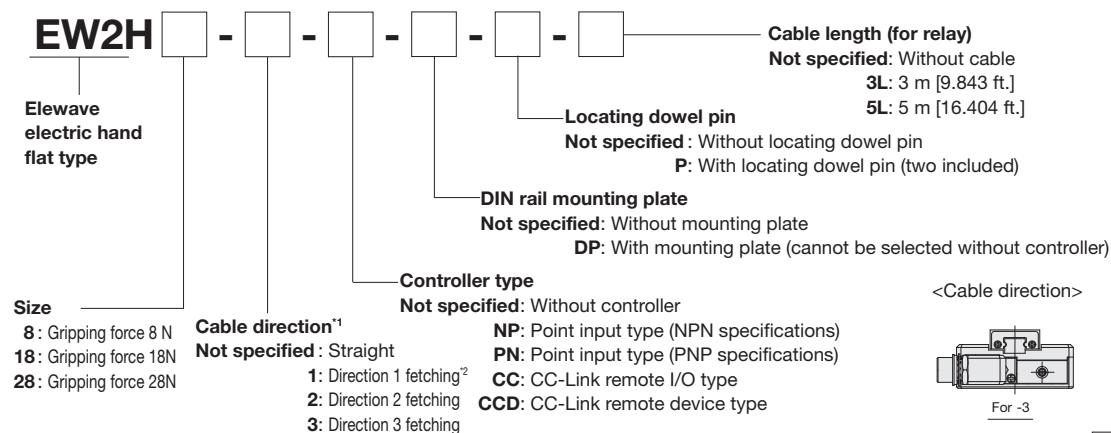 EW2H - - - - -
Elewave
electric hand
flat type
Cable length (for relay)
Not specified: Without cable
3L: 3 m [9.843 ft.]
5L: 5 m [16.404 ft.]
Locating dowel pin
Not specified : Without locating dowel pin
P: With locating dowel pin (two included)
DIN rail mounting plate
Not specified: Without mounting plate
DP: With mounting plate (cannot be selected without controller)
Controller type
Not specified: Without controller
NP: Point input type (NPN specifications)
PN: Point input type (PNP specifications)
CC: CC-Link remote I/O type
CCD: CC-Link remote device type
Cable direction*1
Not specified : Straight
1: Direction 1 fetching*2
2: Direction 2 fetching
3: Direction 3 fetching
Size
8 : Gripping force 8 N
18 : Gripping force 18N
28 : Gripping force 28N
<Cable direction>
For -3